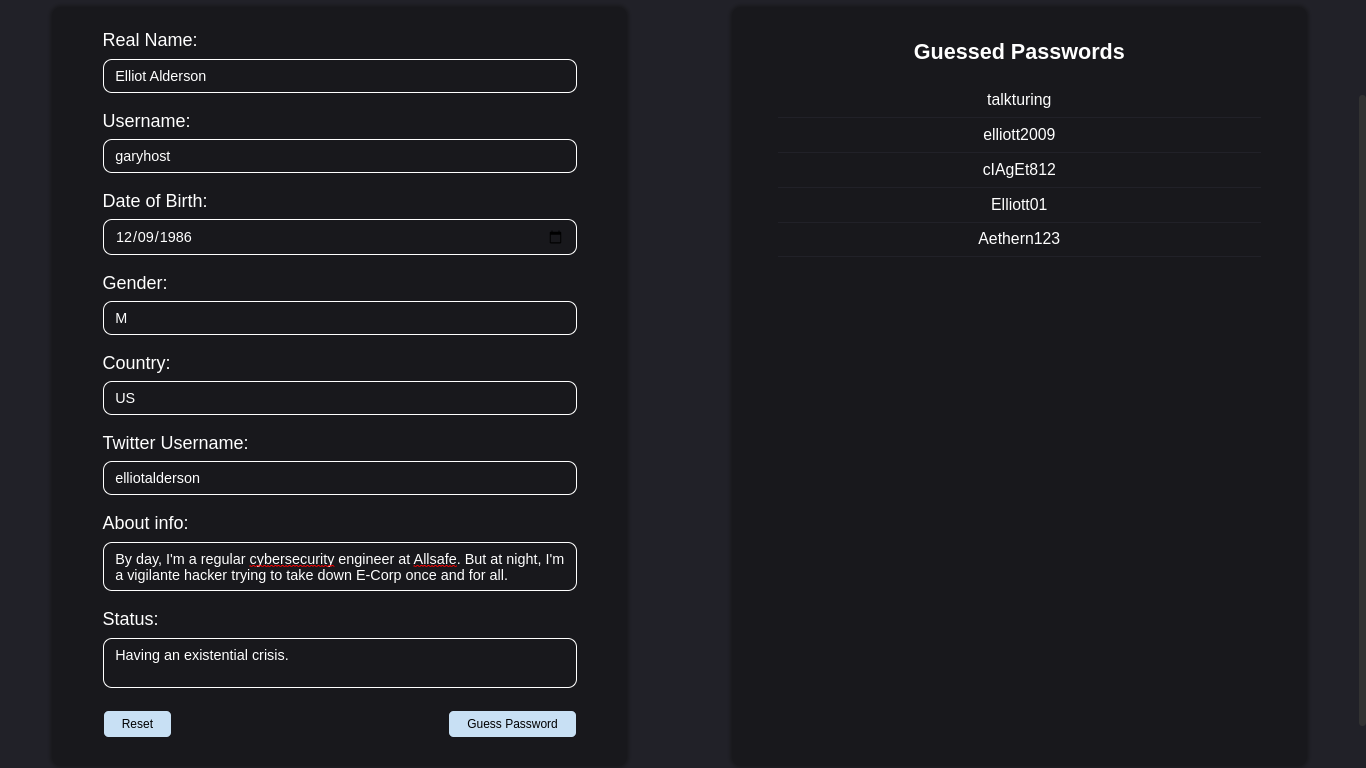 Real Name:
Elliot Alderson
Username:
garyhost
Date of Birth:
12/09/1986
Gender:
M
Country:
US
Twitter Username:
elliotalderson
About info:
By day, I'm a regular cybersecurity engineer at Allsafe. But at night, I'm
a vigilante hacker trying to take down E-Corp once and for all.
Status:
Having an existential crisis.
Reset
Guess Password
Guessed Passwords
talkturing
elliott2009
cIAgEt812
Elliott01
Aethern123